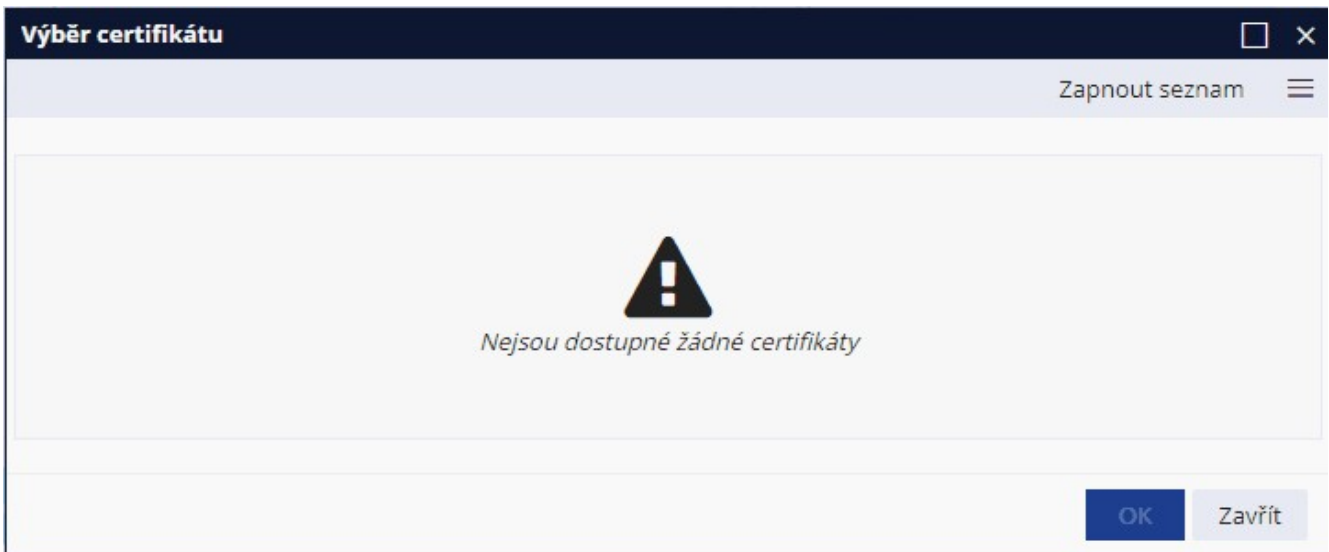 Výběr certifikátu
Zapnout seznam
Nejsou dostupné žádné certifikáty
OK Zavřít